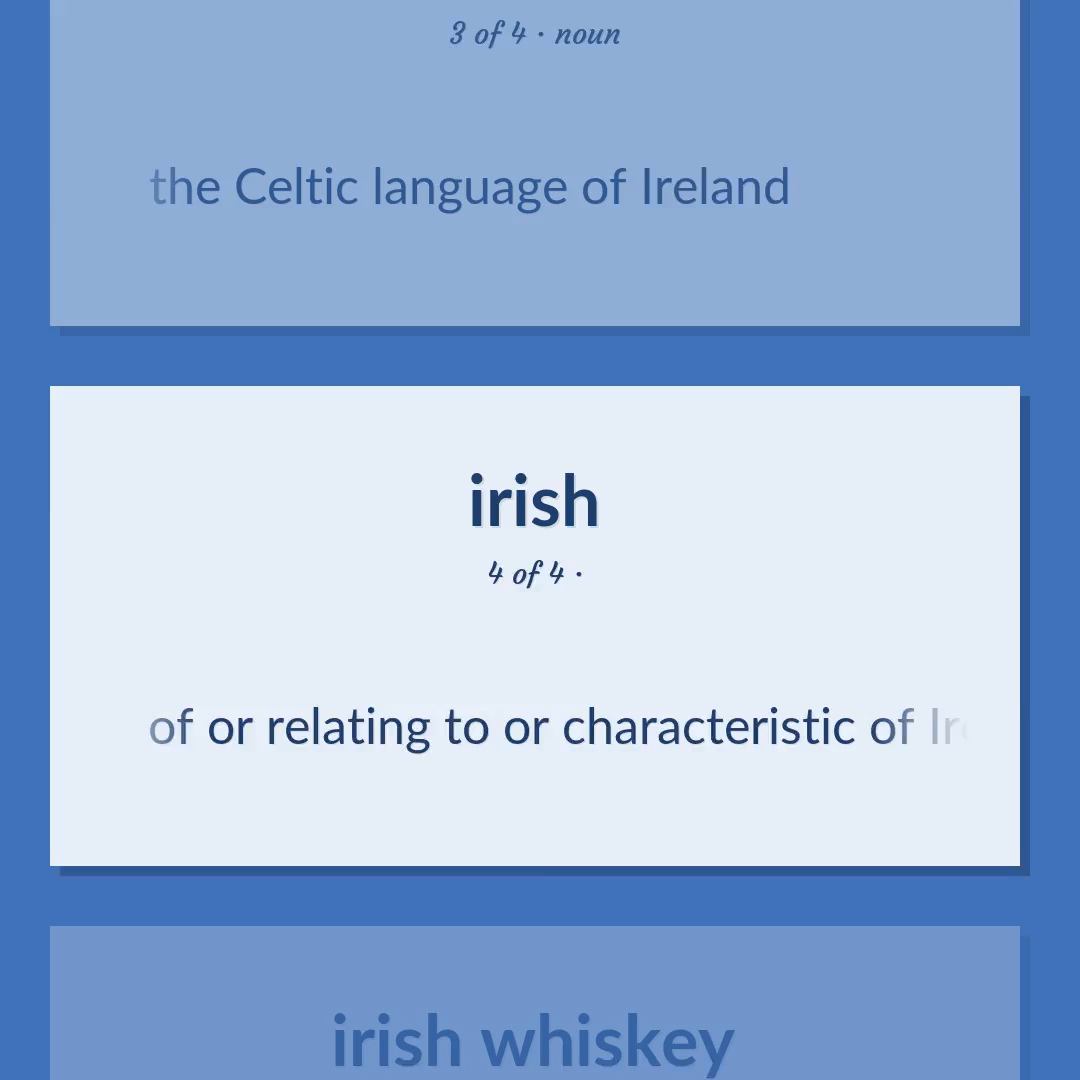 3 of 4 · noun
the Celtic language of Ireland
irish
4 of 4 ·
of or relating to or characteristic of
irish whiskey